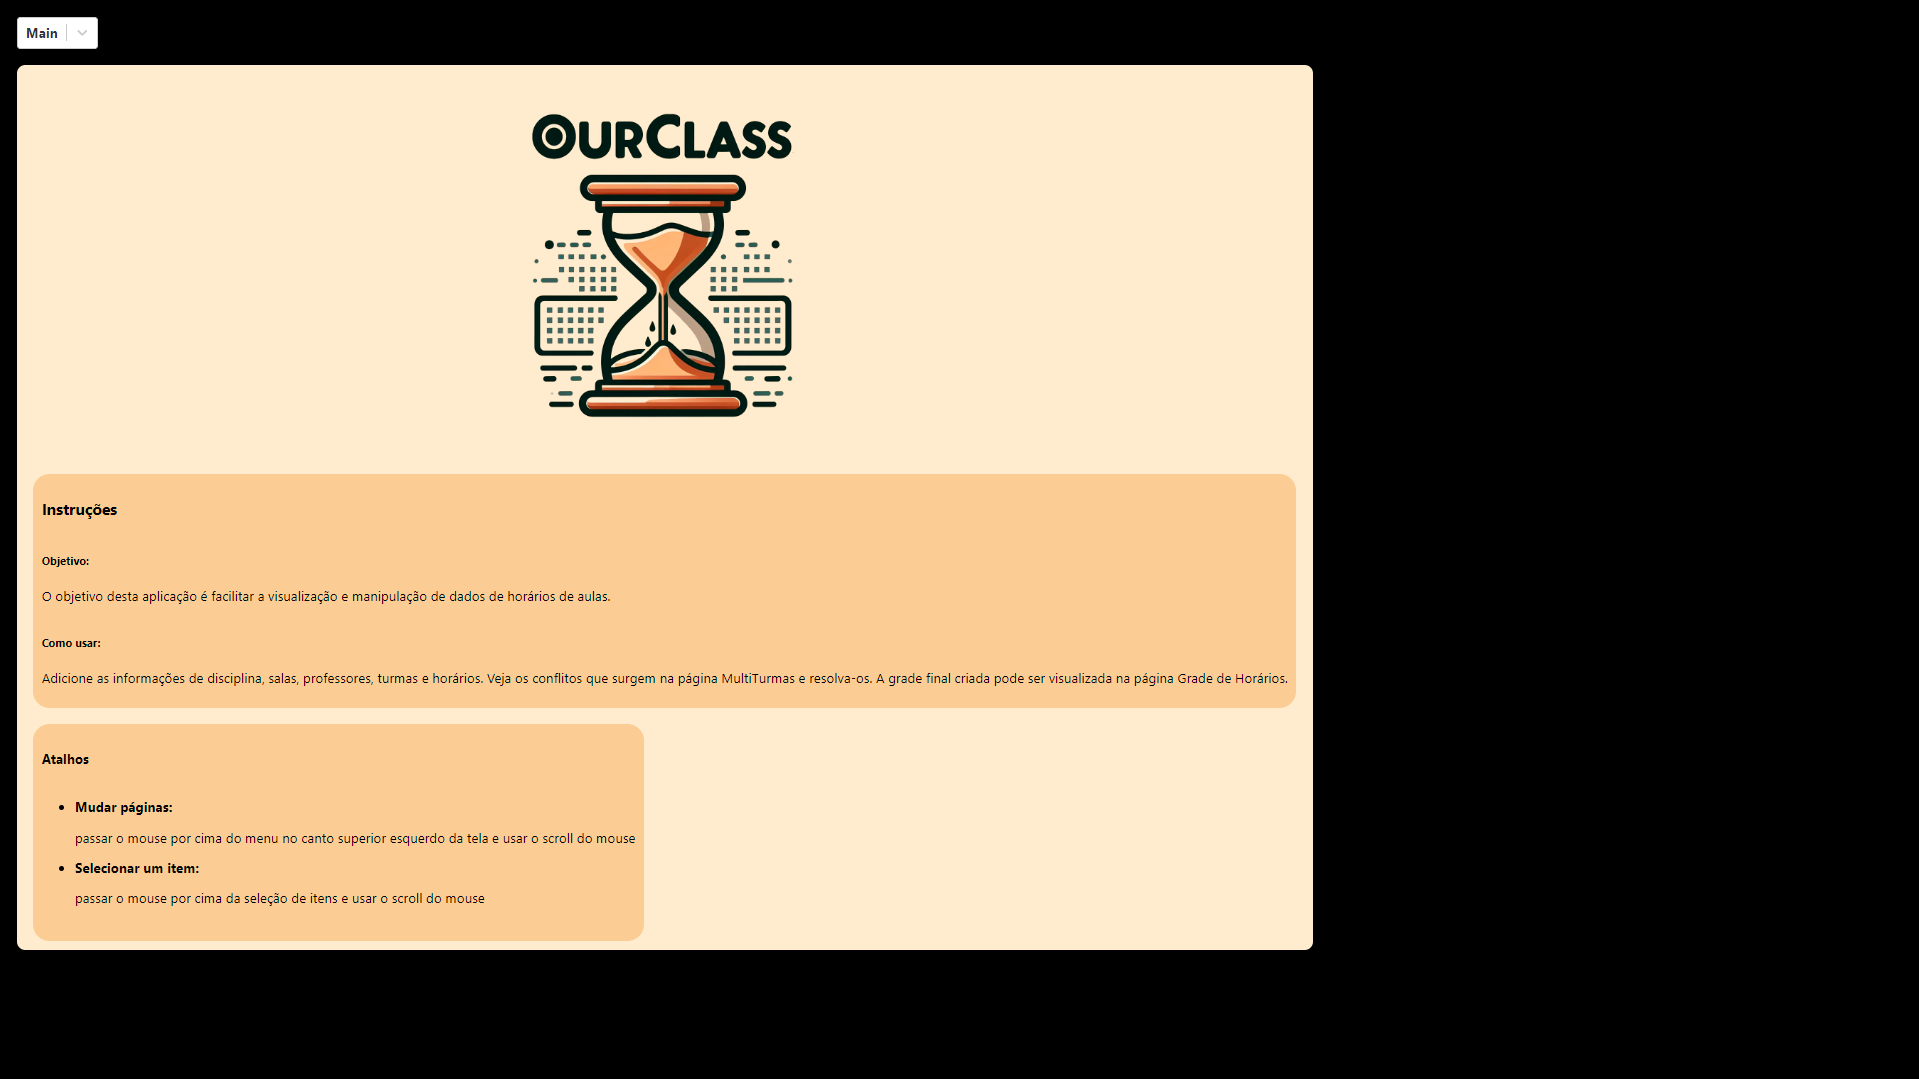 Main
OURCLASS
Instruções
Objetivo:
O objetivo desta aplicação é facilitar a visualização e manipulação de dados de horários de aulas.
Como usar:
Adicione as informações de disciplina, salas, professores, turmas e horários. Veja os conflitos que surgem na página MultiTurmas e resolva-os. A grade final criada pode ser visualizada na página Grade de Horários.
Atalhos
• Mudar páginas:
passar o mouse por cima do menu no canto superior esquerdo da tela e usar o scroll do mouse
• Selecionar um item:
passar o mouse por cima da seleção de itens e usar o scroll do mouse